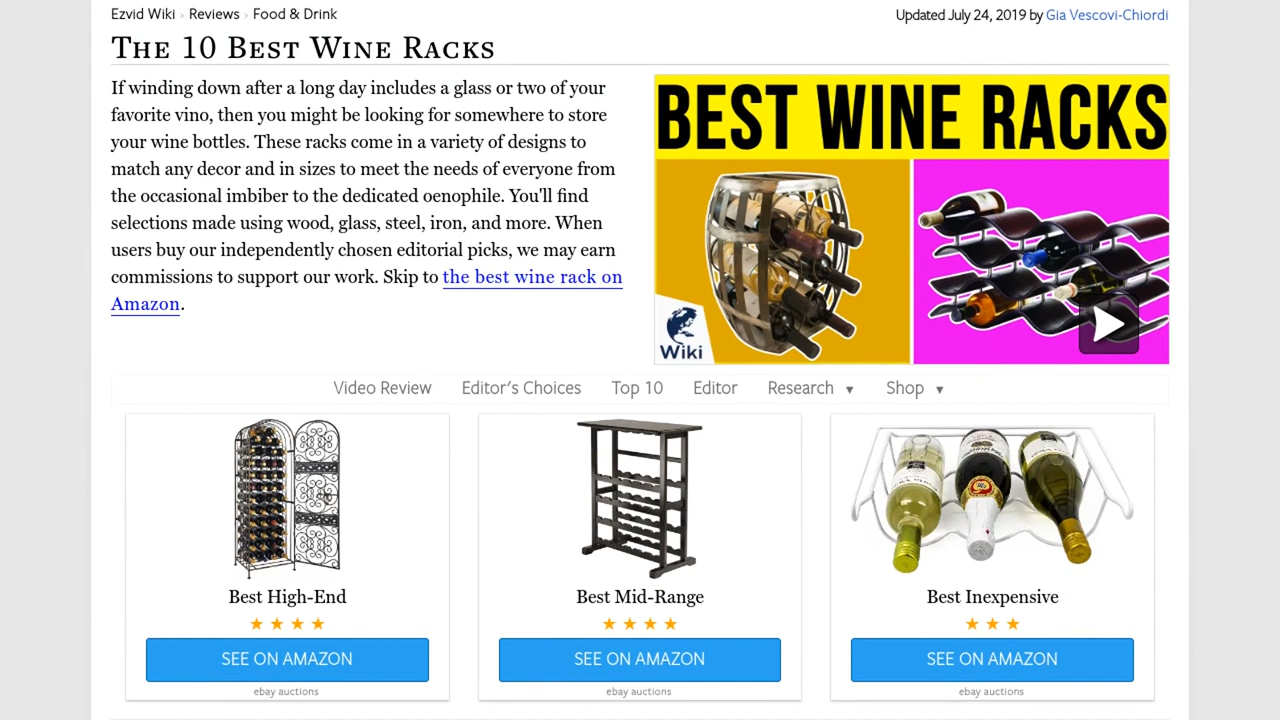 Ezvid Wiki › Reviews › Food & Drink
Updated July 24, 2019 by Gia Vescovi-Chiordi
The 10 Best Wine Racks
If winding down after a long day includes a glass or two of your
favorite vino, then you might be looking for somewhere to store
your wine bottles. These racks come in a variety of designs to
match any decor and in sizes to meet the needs of everyone from
the occasional imbiber to the dedicated oenophile. You'll find
selections made using wood, glass, steel, iron, and more. When
users buy our independently chosen editorial picks, we may earn
commissions to support our work. Skip to the best wine rack on
Amazon.
BEST WINE RACKS
Wiki
Video Review Editor's Choices Top 10 Editor Research ▼ Shop ▼
Best High-End
Best Mid-Range
Best Inexpensive
SEE ON AMAZON
SEE ON AMAZON
SEE ON AMAZON
ebay auctions
ebay auctions
ebay auctions